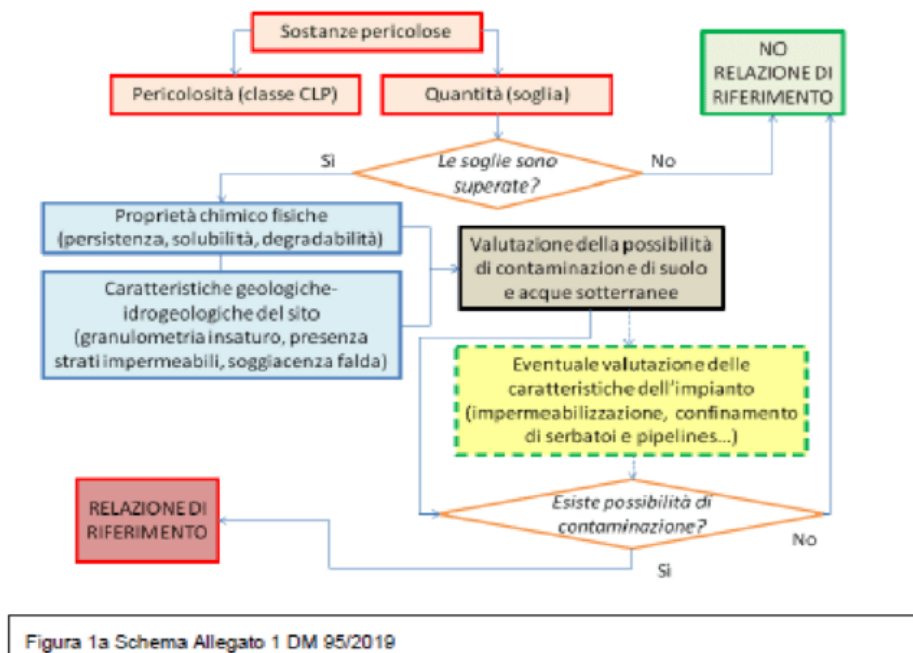 Sostanze pericolose
NO
RELAZIONE DI
RIFERIMENTO
Pericolosità (classe CLP)
Quantità (soglia)
Sì
Le soglie sono
superate?
No
Proprietà chimico fisiche
(persistenza, solubilità, degradabilità)
Valutazione della possibilità
di contaminazione di suolo
e acque sotterranee
Caratteristiche geologiche-
idrogeologiche del sito
(granulometria insaturo, presenza
strati impermeabili, soggiacenza falda)
Eventuale valutazione delle
caratteristiche dell'impianto
(impermeabilizzazione, confinamento
di serbatoi e pipelines...)
RELAZIONE DI
RIFERIMENTO
Esiste possibilità di
contaminazione?
No
Sì
Figura 1a Schema Allegato 1 DM 95/2019